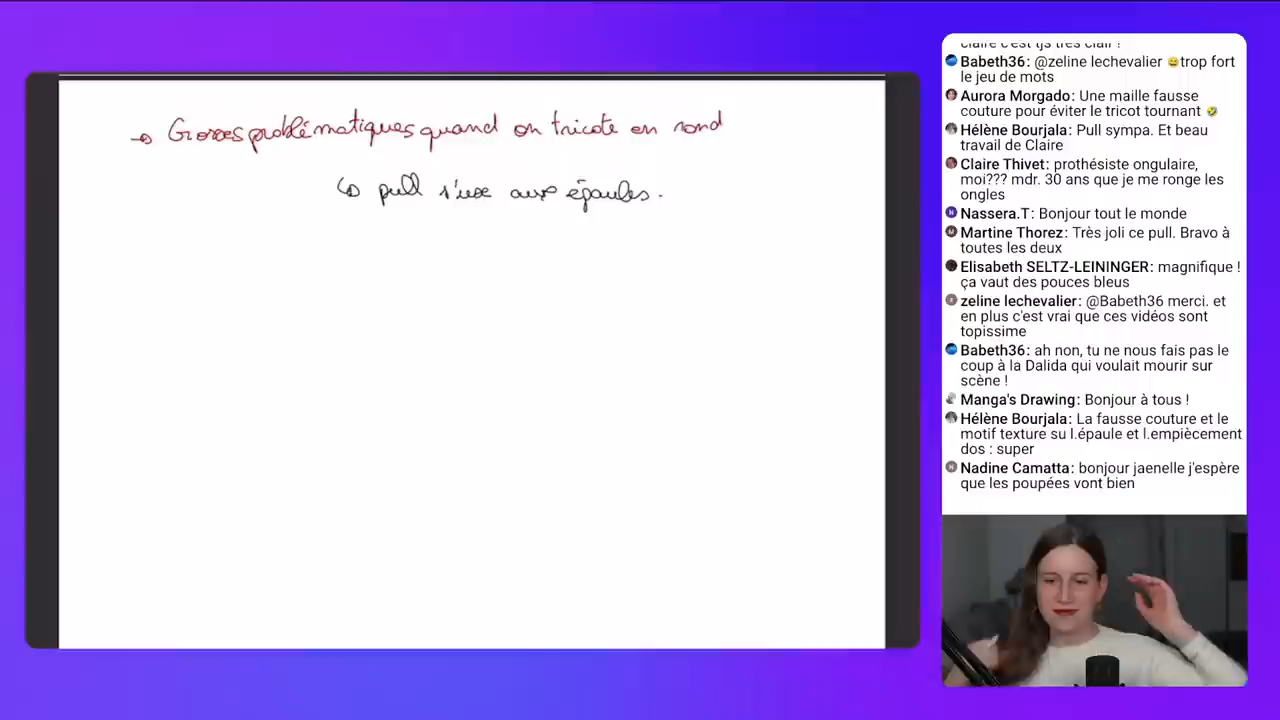 → Grosses problématiques quand on tricote en rond
↳ pull s'use aux épaules.
claire c'est tjs très clair !
Babeth36: @zeline lechevalier 😄trop fort
le jeu de mots
Aurora Morgado: Une maille fausse
couture pour éviter le tricot tournant 🤣
Hélène Bourjala: Pull sympa. Et beau
travail de Claire
Claire Thivet: prothésiste ongulaire,
moi??? mdr. 30 ans que je me ronge les
ongles
Nassera.T: Bonjour tout le monde
Martine Thorez: Très joli ce pull. Bravo à
toutes les deux
Elisabeth SELTZ-LEININGER: magnifique !
ça vaut des pouces bleus
zeline lechevalier: @Babeth36 merci. et
en plus c'est vrai que ces vidéos sont
topissime
Babeth36: ah non, tu ne nous fais pas le
coup à la Dalida qui voulait mourir sur
scène !
Manga's Drawing: Bonjour à tous !
Hélène Bourjala: La fausse couture et le
motif texture su l.épaule et l.empiècement
dos : super
Nadine Camatta: bonjour jaenelle j'espère
que les poupées vont bien